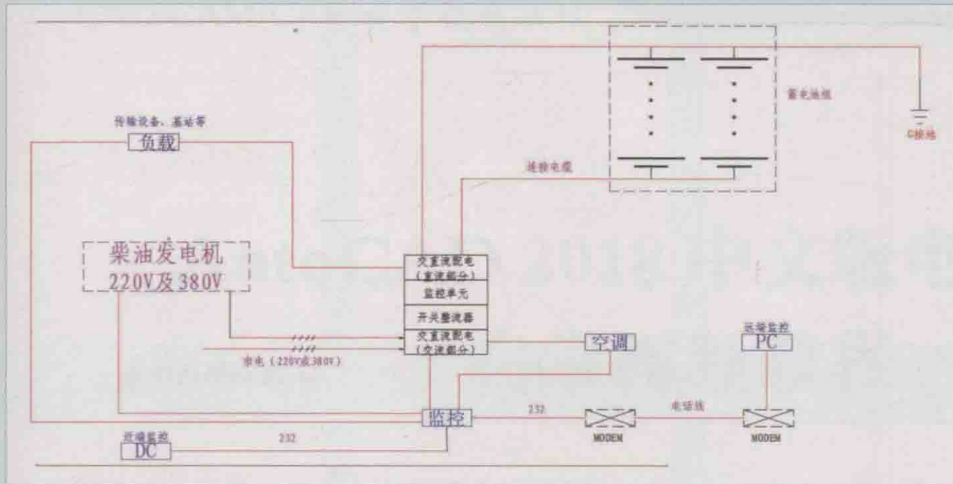 传输设备、基站等
负载
蓄电池组
G接地
连接电缆
柴油发电机
220V及380V
交直流配电
(直流部分)
监控单元
开关整流器
交直流配电
(交流部分)
市电(220V或380V)
空调
远端监控
PC
监控
232
电话线
MODEM
MODEM
近端监控
DC
232